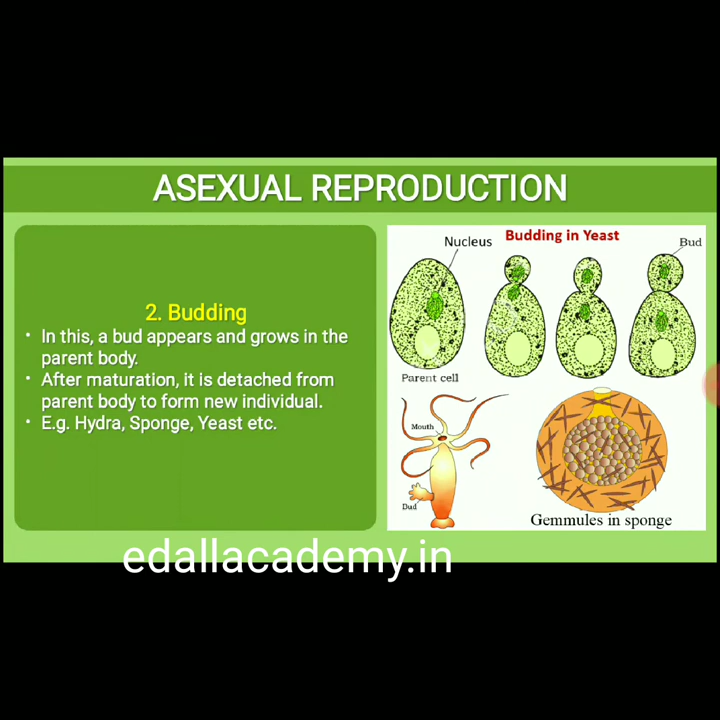 ASEXUAL REPRODUCTION
2. Budding
• In this, a bud appears and grows in the
parent body.
• After maturation, it is detached from
parent body to form new individual.
• E.g. Hydra, Sponge, Yeast etc.
Budding in Yeast
Nucleus
Bud
Parent cell
Mouth
Dud
Gemmules in sponge
edallacademy.in